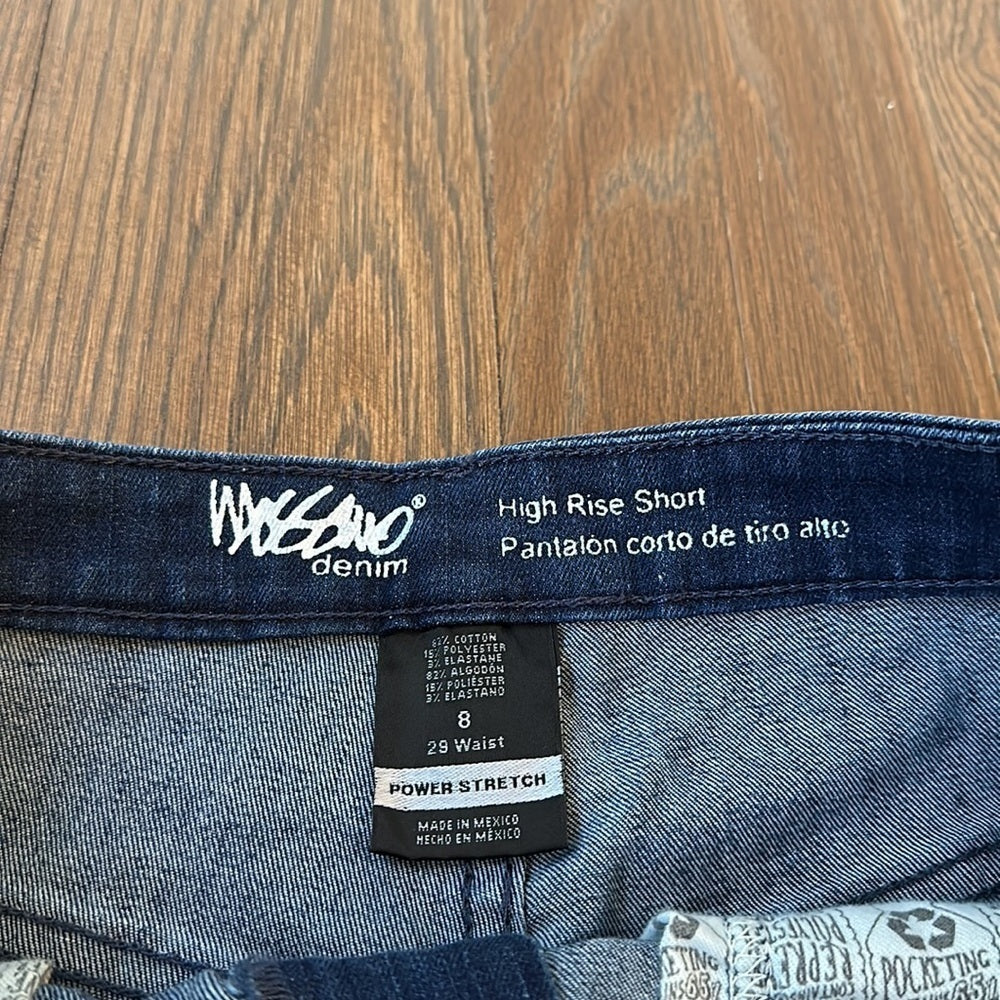 MOSSIMO®
denim
High Rise Short
Pantalón corto de tiro alto
82% COTTON
15% POLYESTER
3% ELASTANE
82% ALGODÓN
15% POLIÉSTER
3% ELASTANO
8
29 Waist
POWER STRETCH
MADE IN MEXICO
HECHO EN MÉXICO
POCKETING